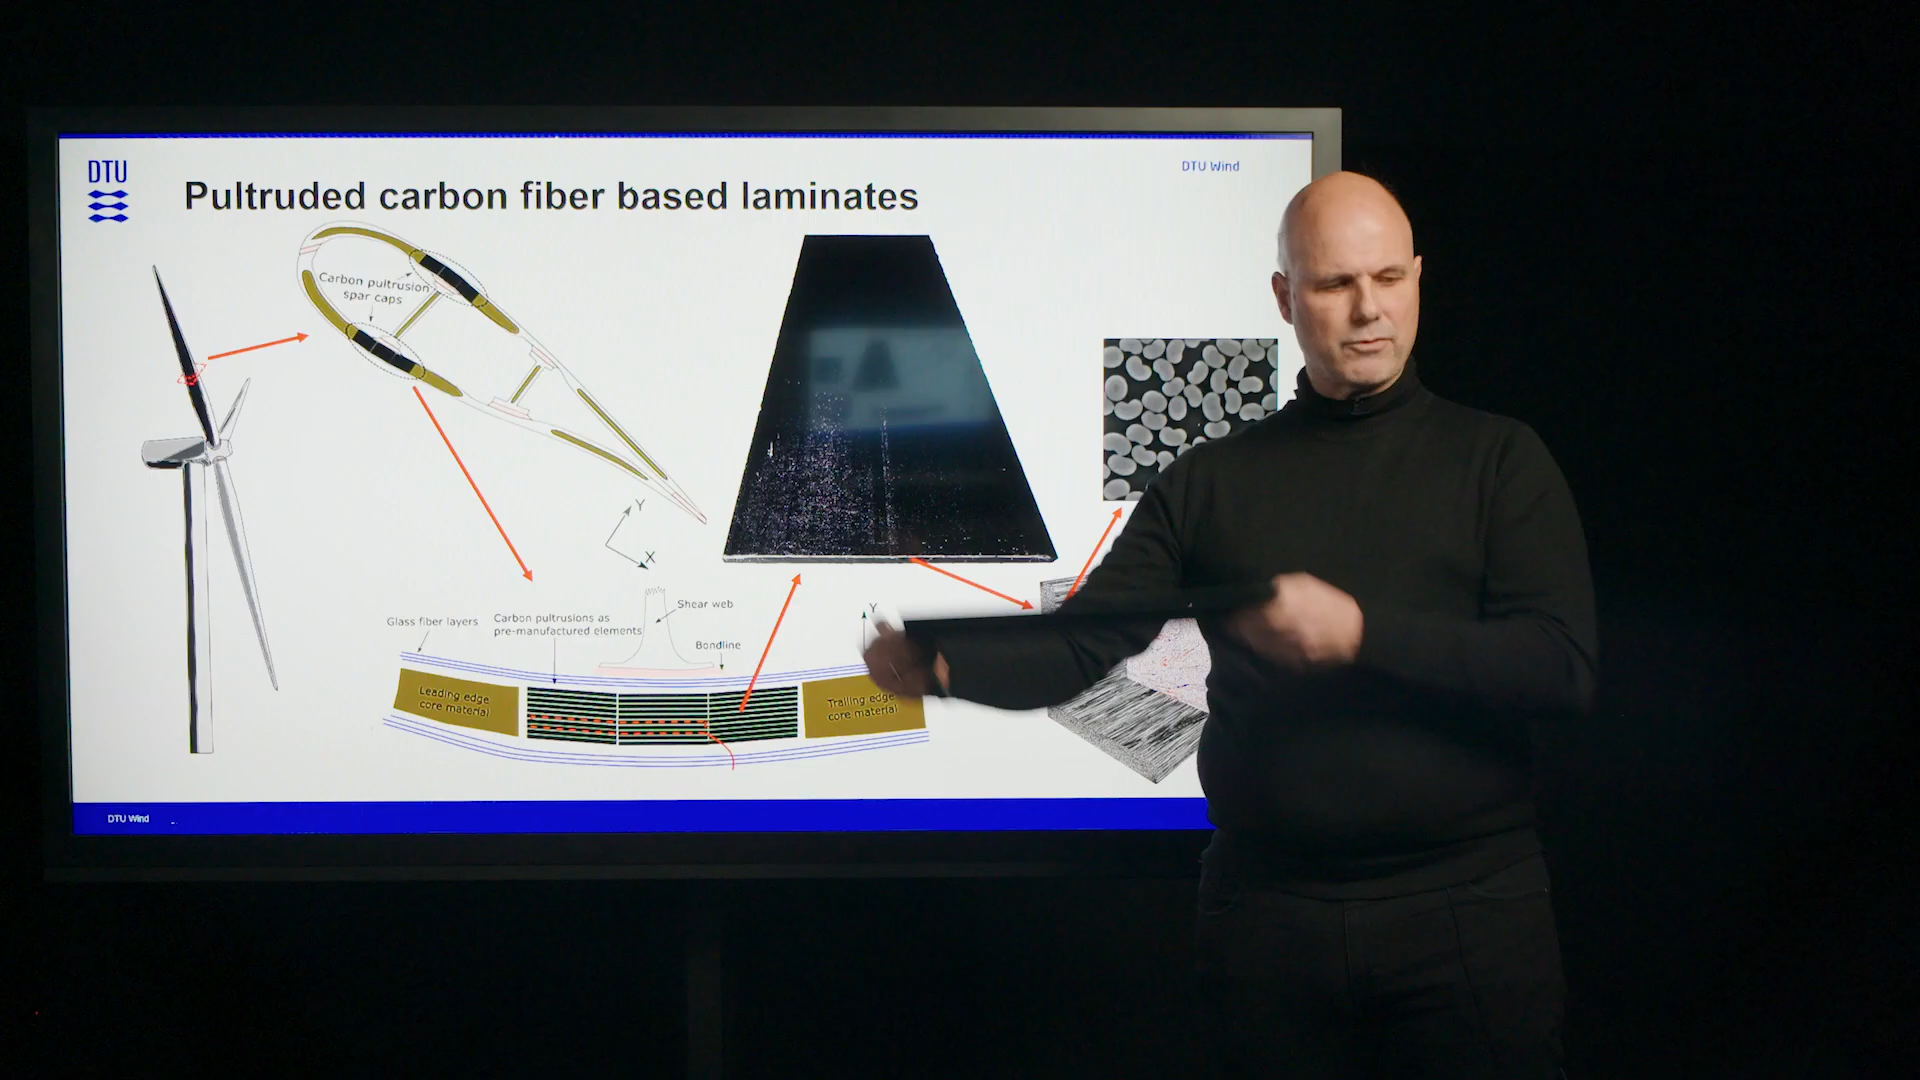 DTU
DTU Wind
Pultruded carbon fiber based laminates
Carbon pultrusion
spar caps
Y
X
Shear web
Glass fiber layers
Carbon pultrusions as
pre-manufactured elements
Bondline
Y
Leading edge
core material
Trailing edge
core material
DTU Wind